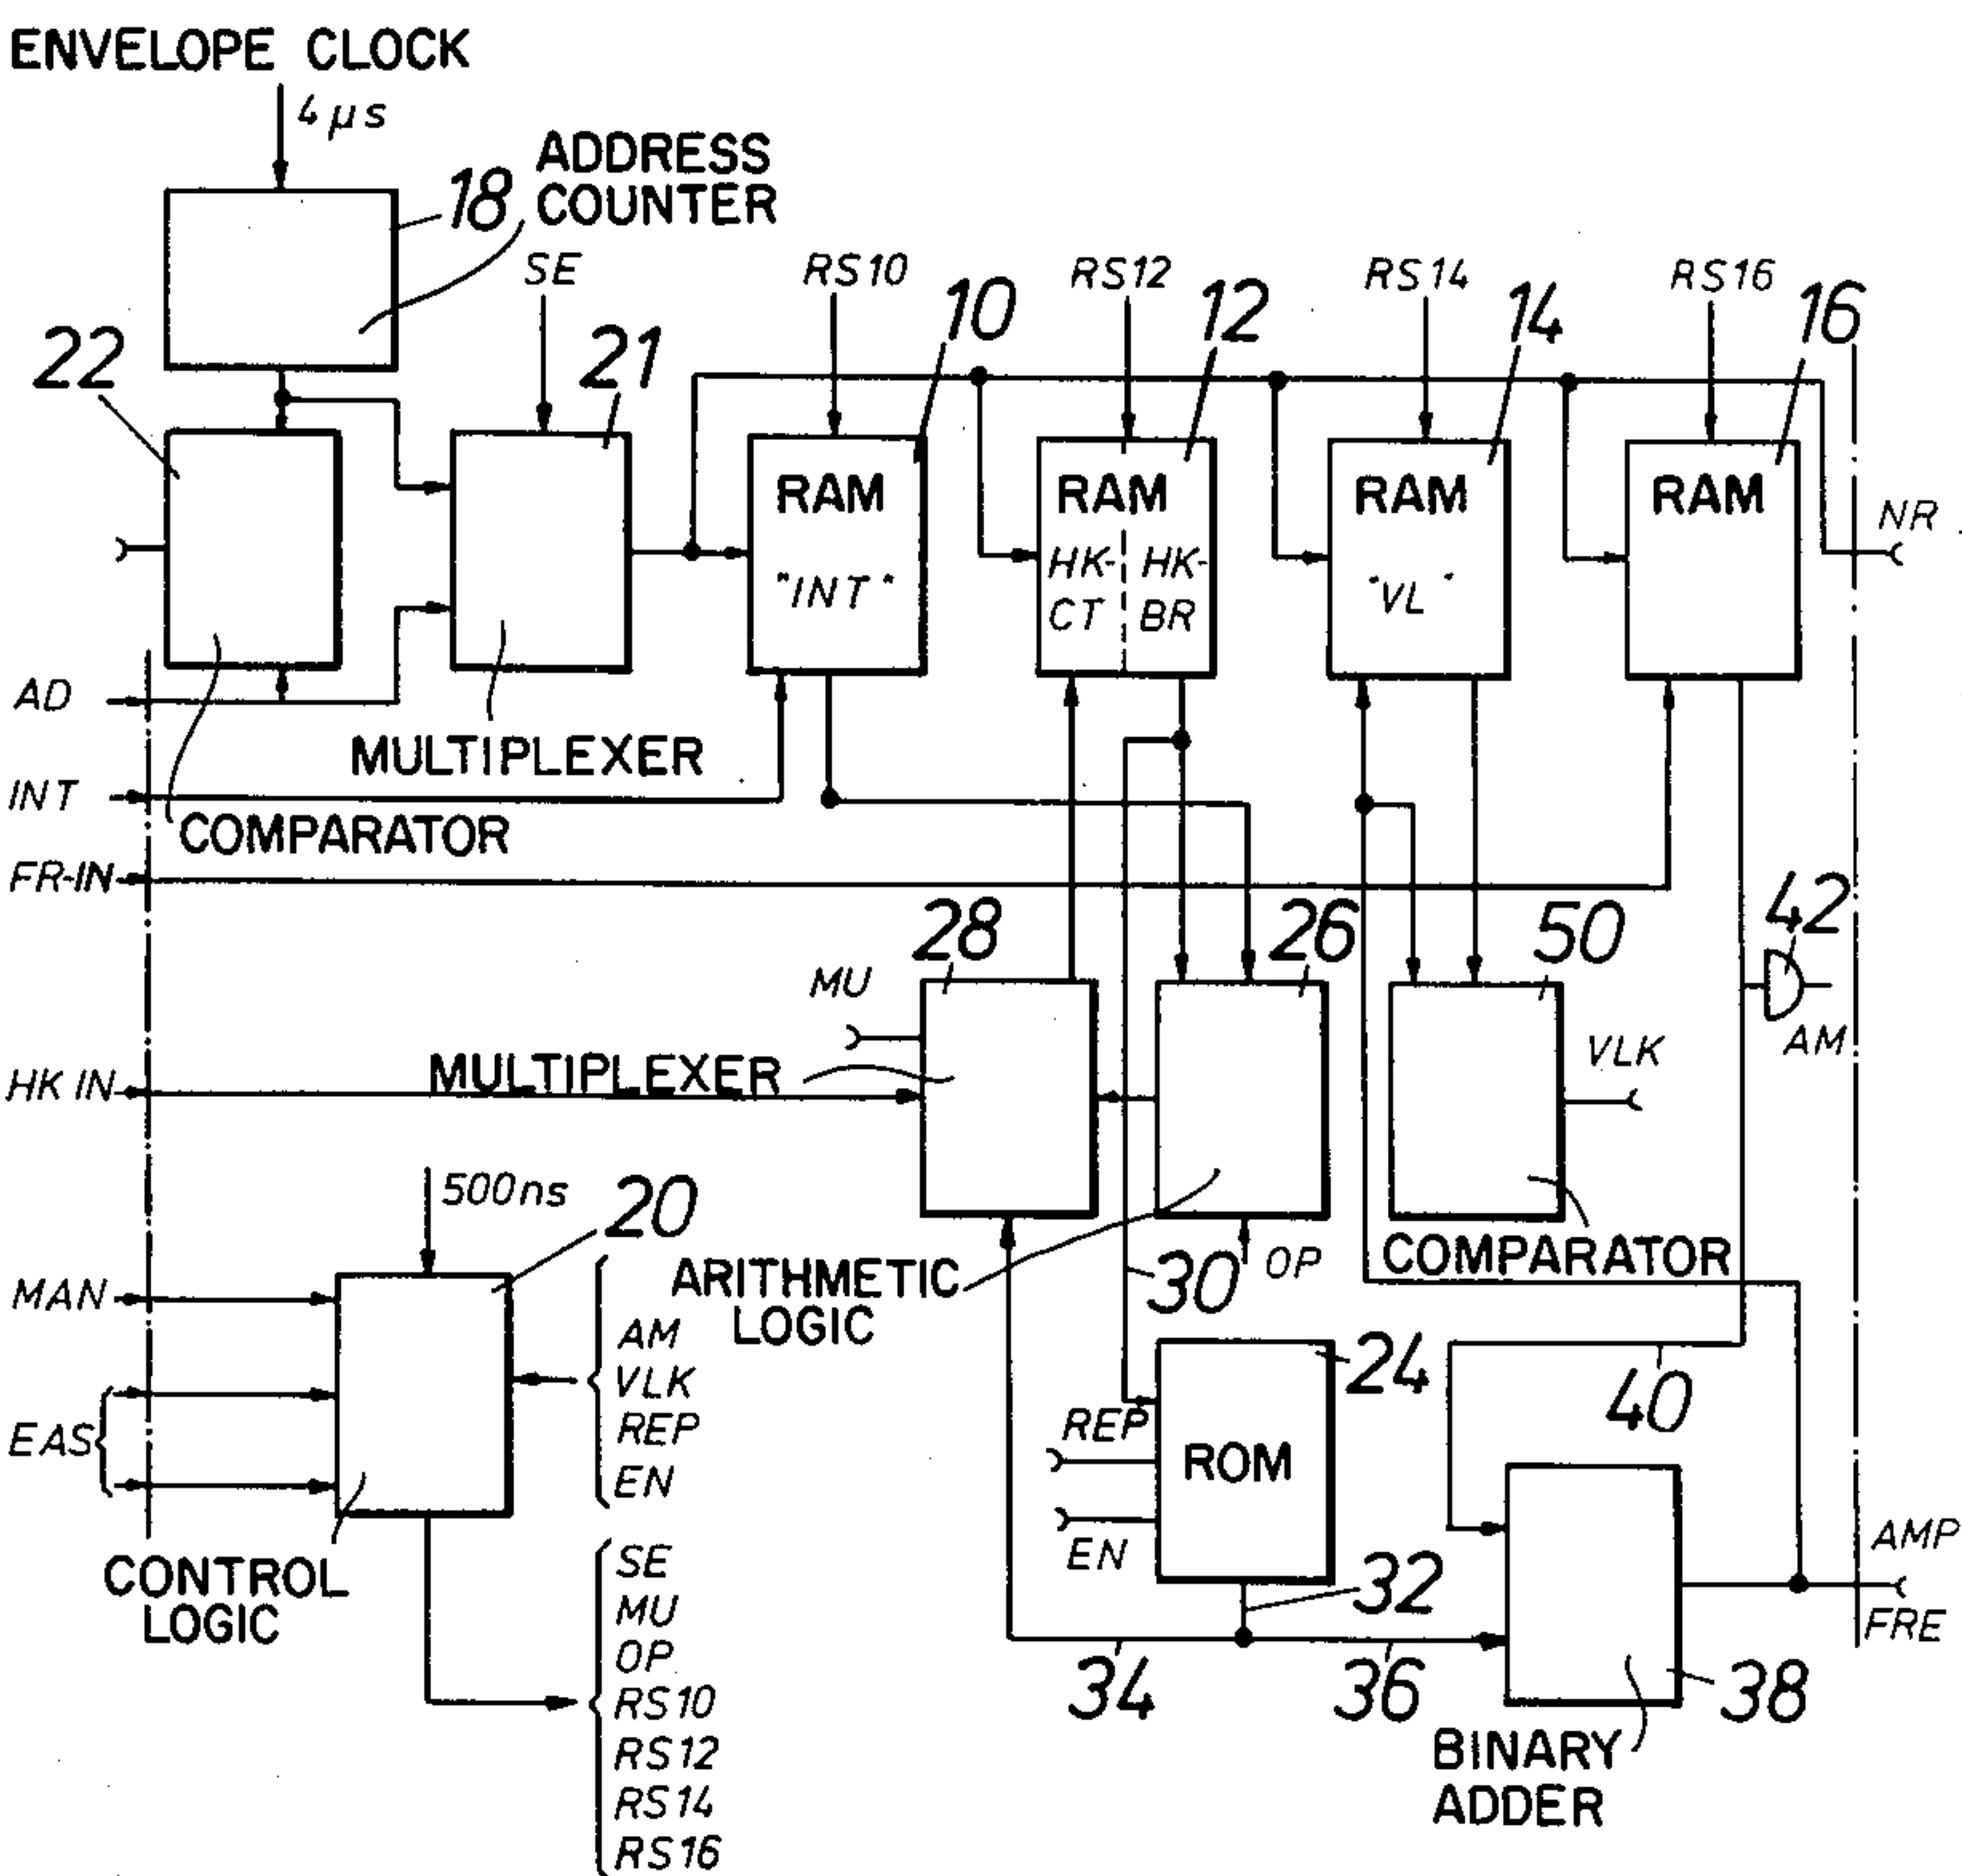 ENVELOPE CLOCK
4 μs
18
ADDRESS
COUNTER
22
SE
21
RS10
10
RS12
12
RS14
14
RS16
16
RAM
"INT"
RAM
HK-
CT
HK-
BR
RAM
"VL"
RAM
NR
AD
MULTIPLEXER
INT
COMPARATOR
FR-IN
28
26
50
42
MU
AM
VLK
HK IN
MULTIPLEXER
500ns
20
ARITHMETIC
LOGIC
30
OP
COMPARATOR
MAN
AM
VLK
REP
EN
EAS
24
REP
ROM
EN
40
CONTROL
LOGIC
SE
MU
OP
RS10
RS12
RS14
RS16
32
34
36
38
AMP
FRE
BINARY
ADDER